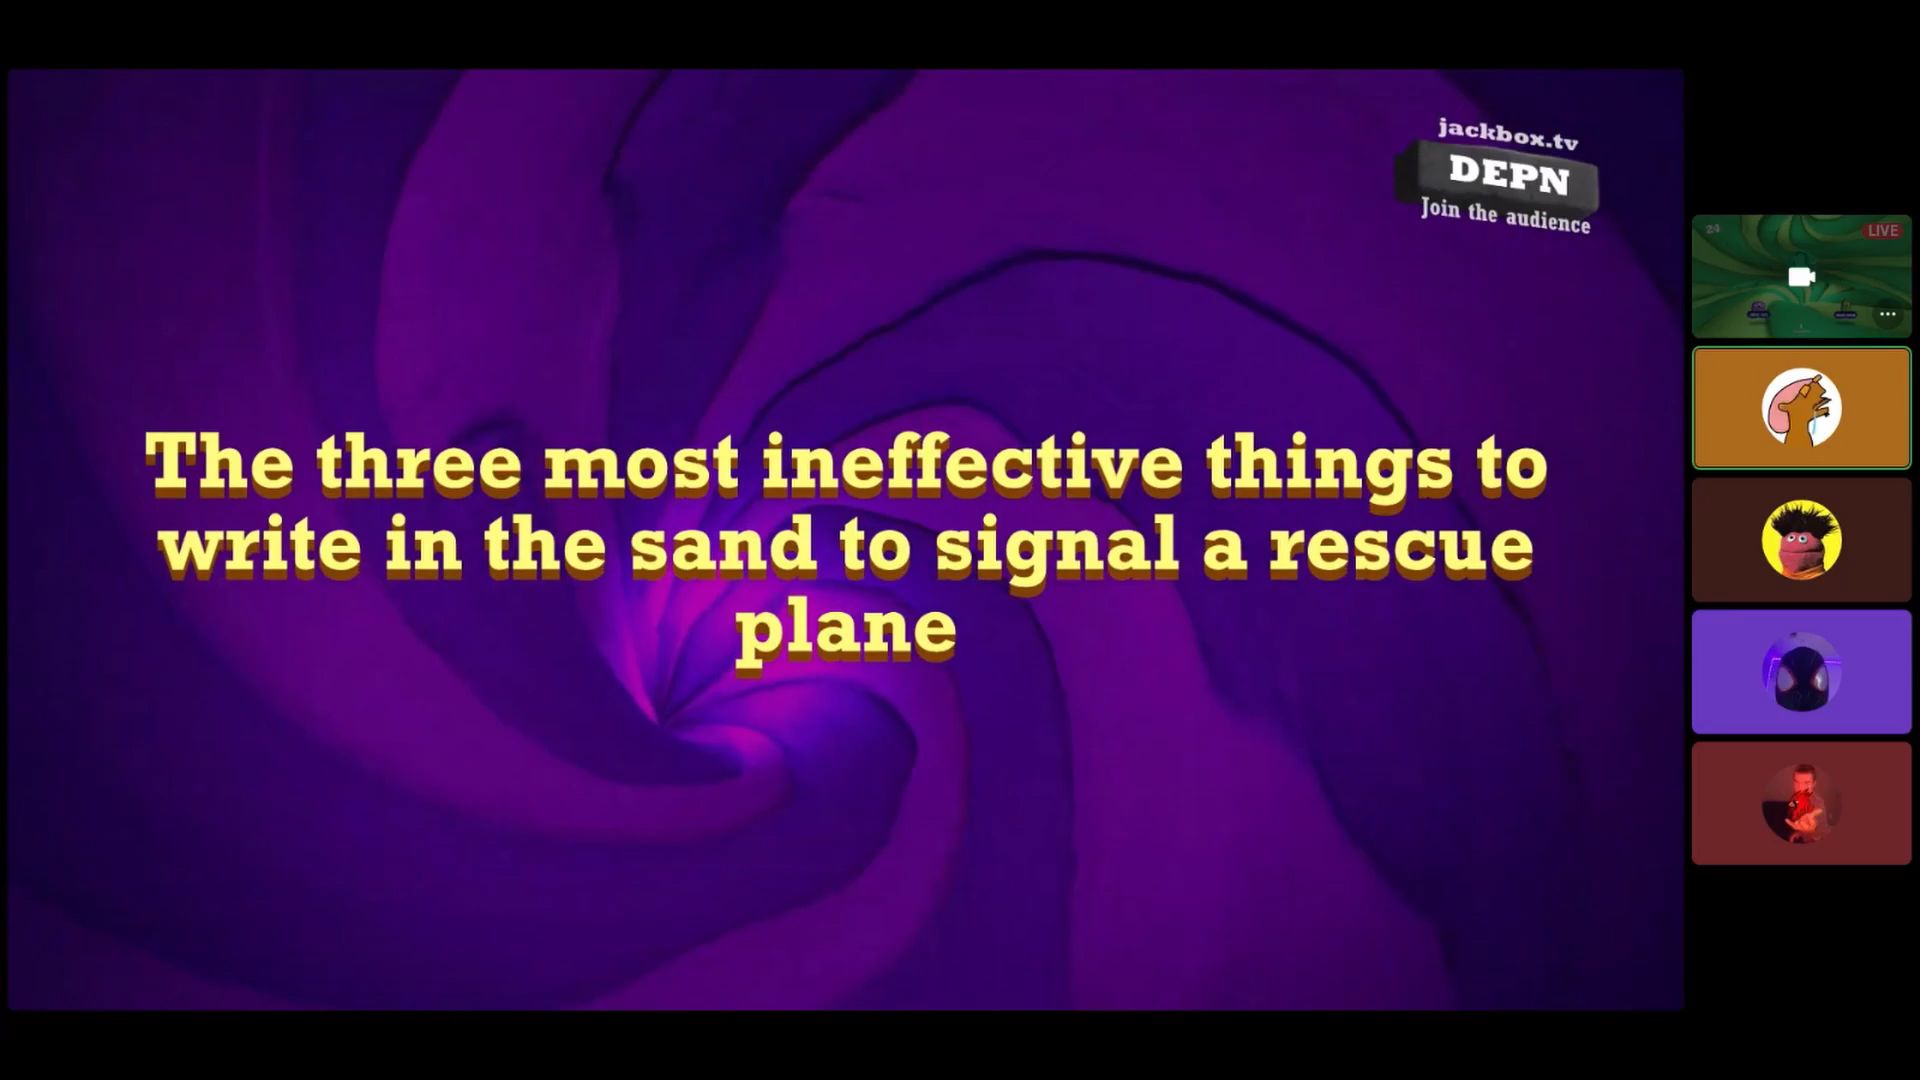 jackbox.tv
DEPN
Join the audience
The three most ineffective things to
write in the sand to signal a rescue
plane
24
LIVE